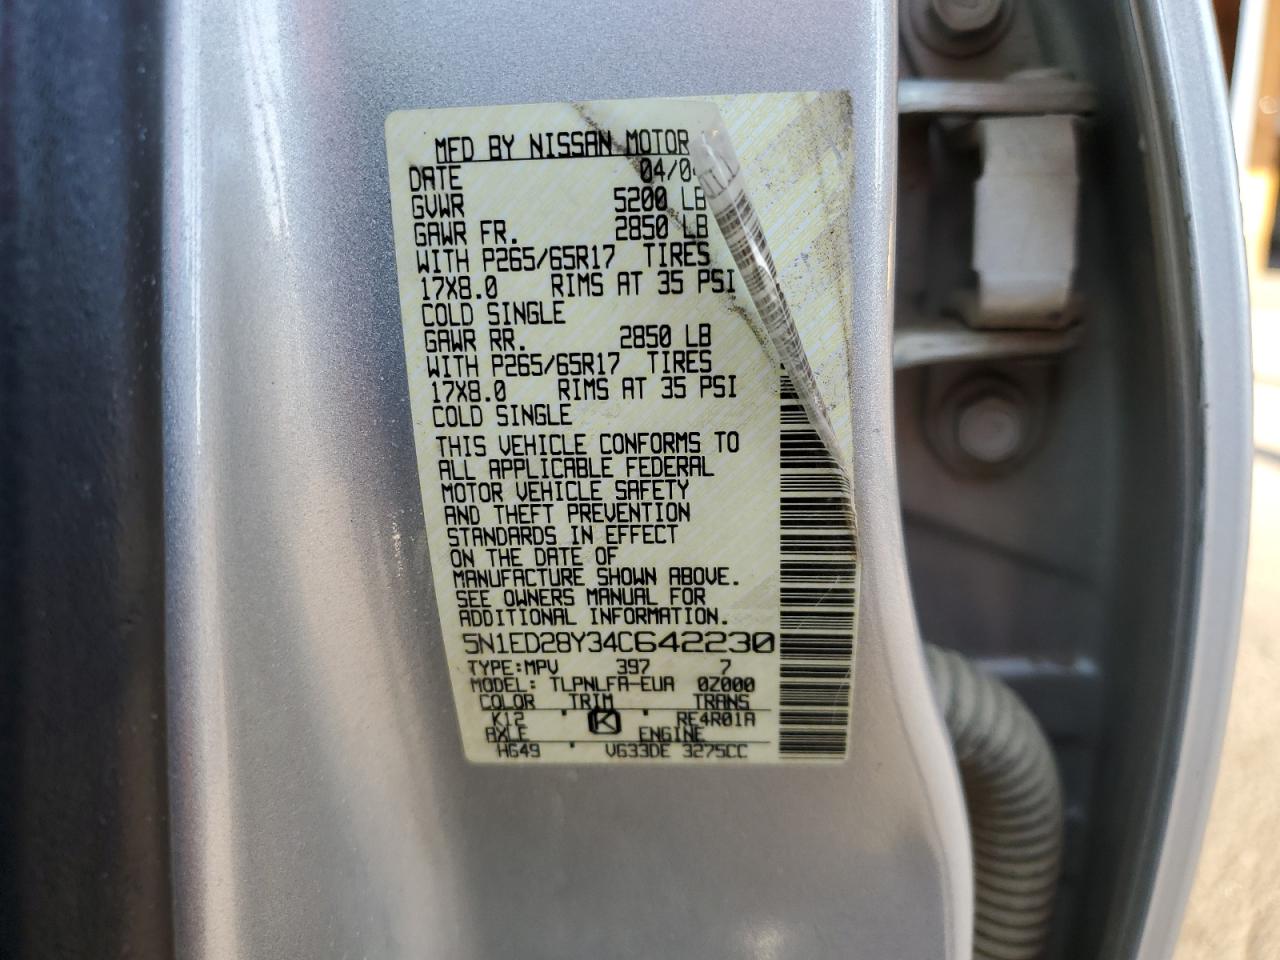 MFD BY NISSAN MOTOR
DATE 04/04
GVWR 5200 LB
GAWR FR. 2850 LB
WITH P265/65R17 TIRES
17X8.0 RIMS AT 35 PSI
COLD SINGLE
GAWR RR. 2850 LB
WITH P265/65R17 TIRES
17X8.0 RIMS AT 35 PSI
COLD SINGLE
THIS VEHICLE CONFORMS TO
ALL APPLICABLE FEDERAL
MOTOR VEHICLE SAFETY
AND THEFT PREVENTION
STANDARDS IN EFFECT
ON THE DATE OF
MANUFACTURE SHOWN ABOVE.
SEE OWNERS MANUAL FOR
ADDITIONAL INFORMATION.
5N1ED28Y34C642230
TYPE:MPV 397 7
MODEL: TLPNLFA-EUA 0Z000
COLOR TRIM TRANS
K12 K RE4R01A
AXLE ENGINE
HG49 VG33DE 3275CC